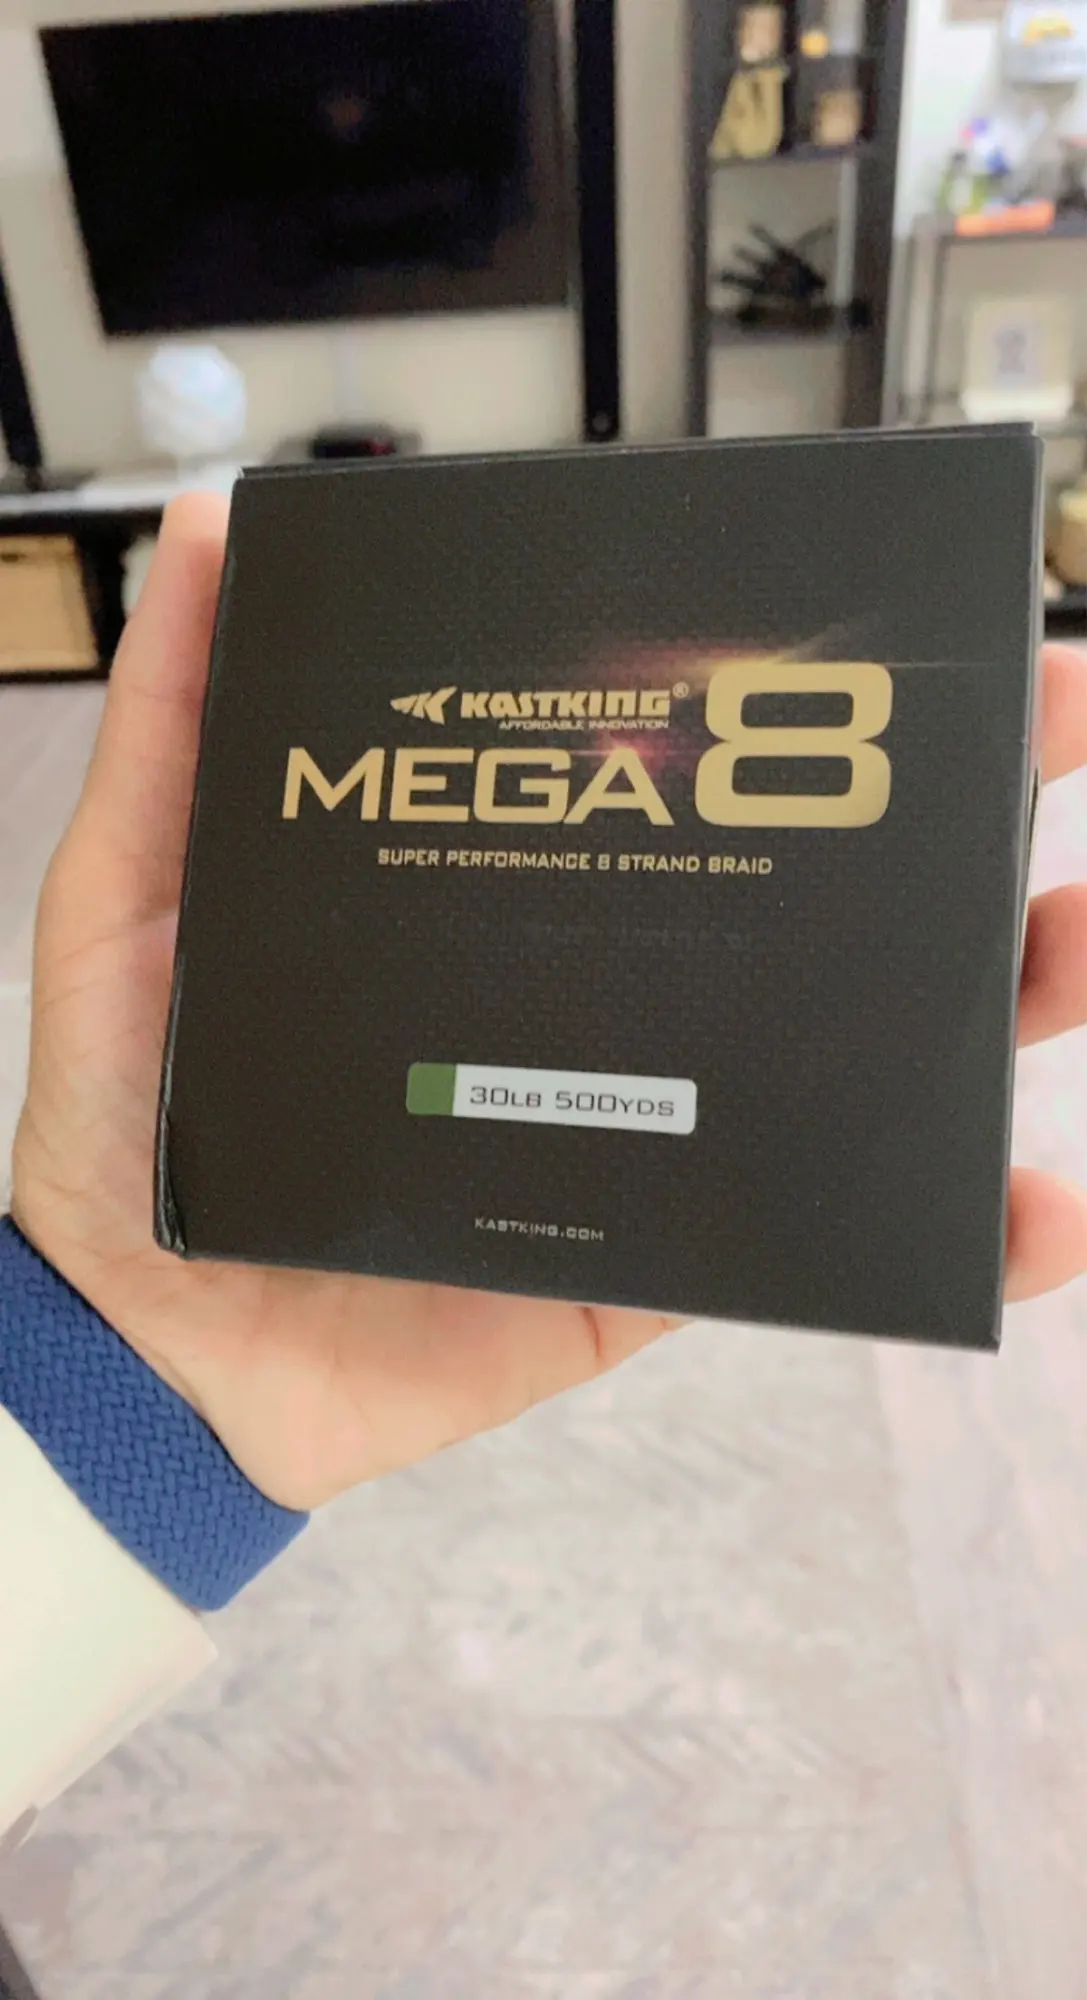 KASTKING®
AFFORDABLE INNOVATION
MEGA 8
SUPER PERFORMANCE 8 STRAND BRAID
30LB 500YDS
KASTKING.COM